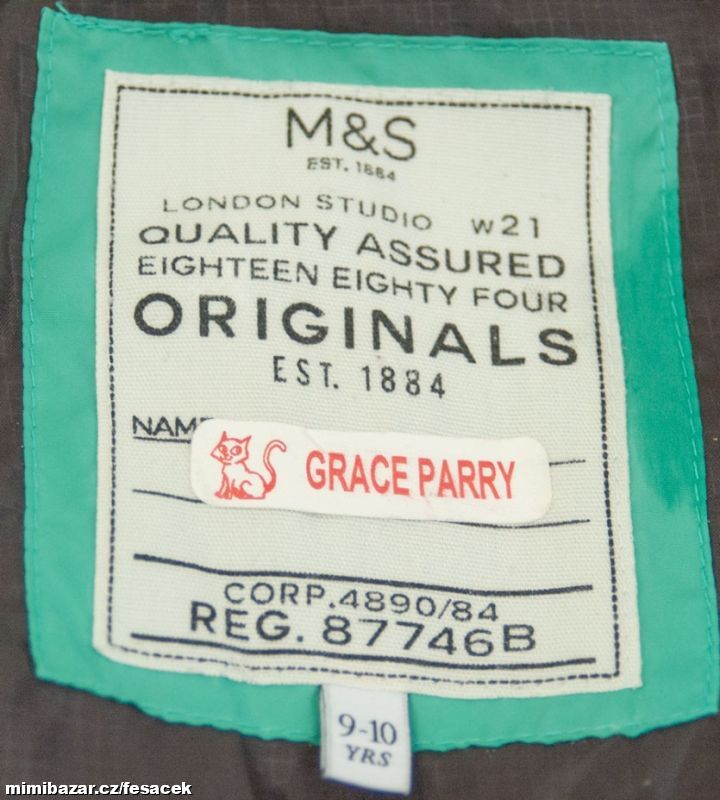 M&S
EST. 1884
LONDON STUDIO w21
QUALITY ASSURED
EIGHTEEN EIGHTY FOUR
ORIGINALS
EST. 1884
NAME
GRACE PARRY
CORP.4890/84
REG. 87746B
9-10
YRS
mimibazar.cz/fesacek